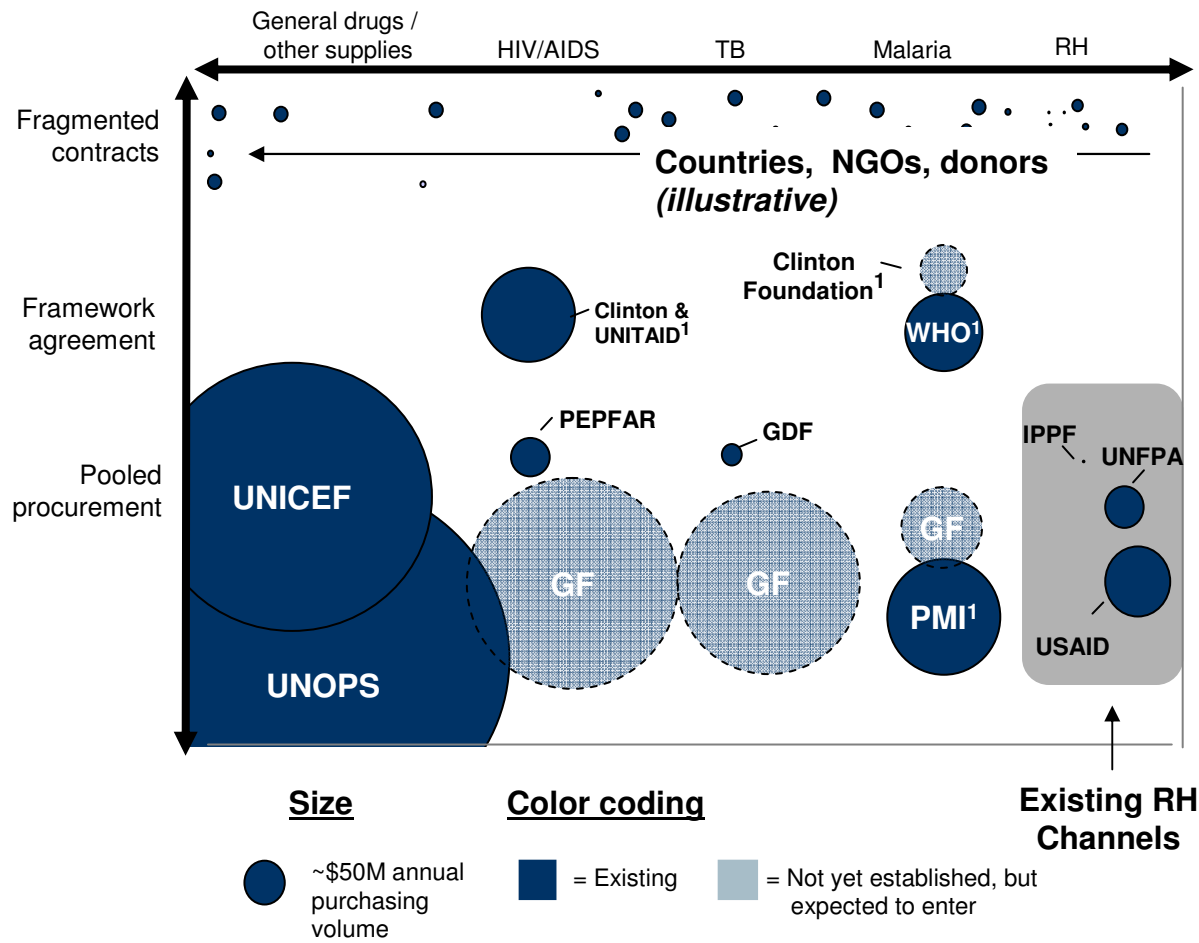 General drugs /
other supplies
HIV/AIDS
TB
Malaria
RH
Fragmented
contracts
Countries, NGOs, donors
(illustrative)
Framework
agreement
Clinton &
UNITAID1
Clinton
Foundation1
WHO1
Pooled
procurement
UNICEF
UNOPS
PEPFAR
GF
GDF
GF
GF
PMI1
IPPF
UNFPA
USAID
Existing RH
Channels
Size
~$50M annual
purchasing
volume
Color coding
= Existing
= Not yet established, but
expected to enter